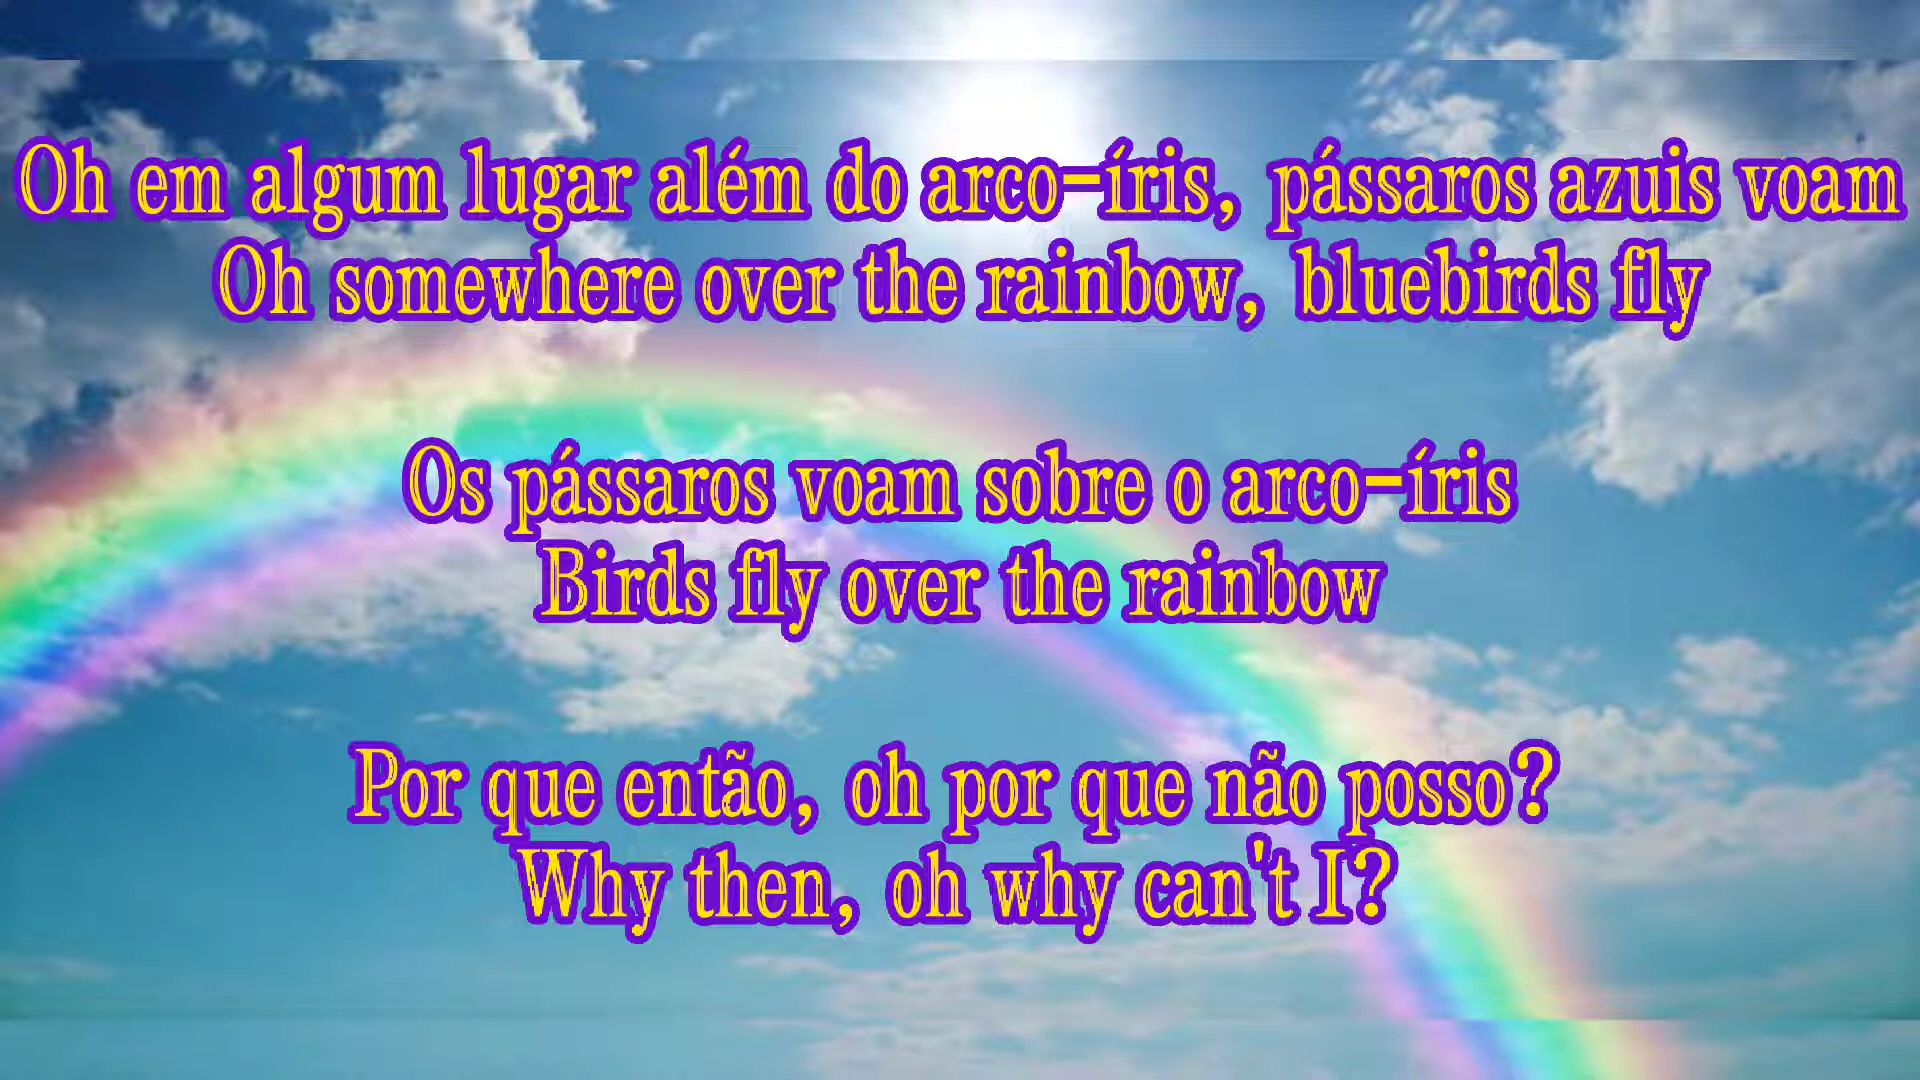 Oh em algum lugar além do arco-íris, pássaros azuis voam
Oh somewhere over the rainbow, bluebirds fly
Os pássaros voam sobre o arco-íris
Birds fly over the rainbow
Por que então, oh por que não posso?
Why then, oh why can't I?